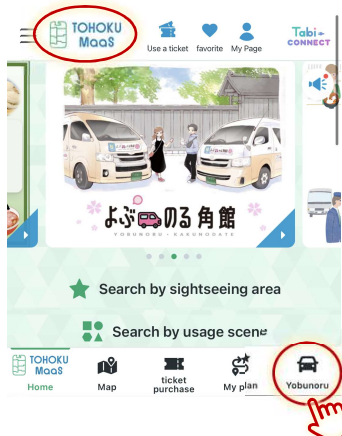 TOHOKU
MaaS
Use a ticket
favorite
My Page
Tabi
CONNECT
よぶのる角館
YOBUNORU - KAKUNODATE
Search by sightseeing area
Search by usage scene
TOHOKU
MaaS
Home
Map
ticket
purchase
My plan
Yobunoru